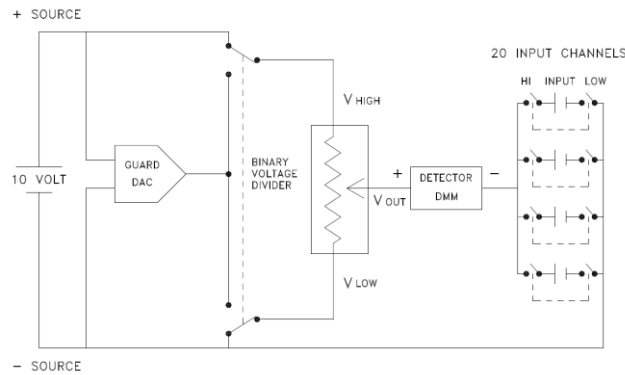 + SOURCE
20 INPUT CHANNELS
HI INPUT LOW
V HIGH
GUARD
DAC
BINARY
VOLTAGE
DIVIDER
10 VOLT
+
DETECTOR
DMM
−
V OUT
V LOW
− SOURCE